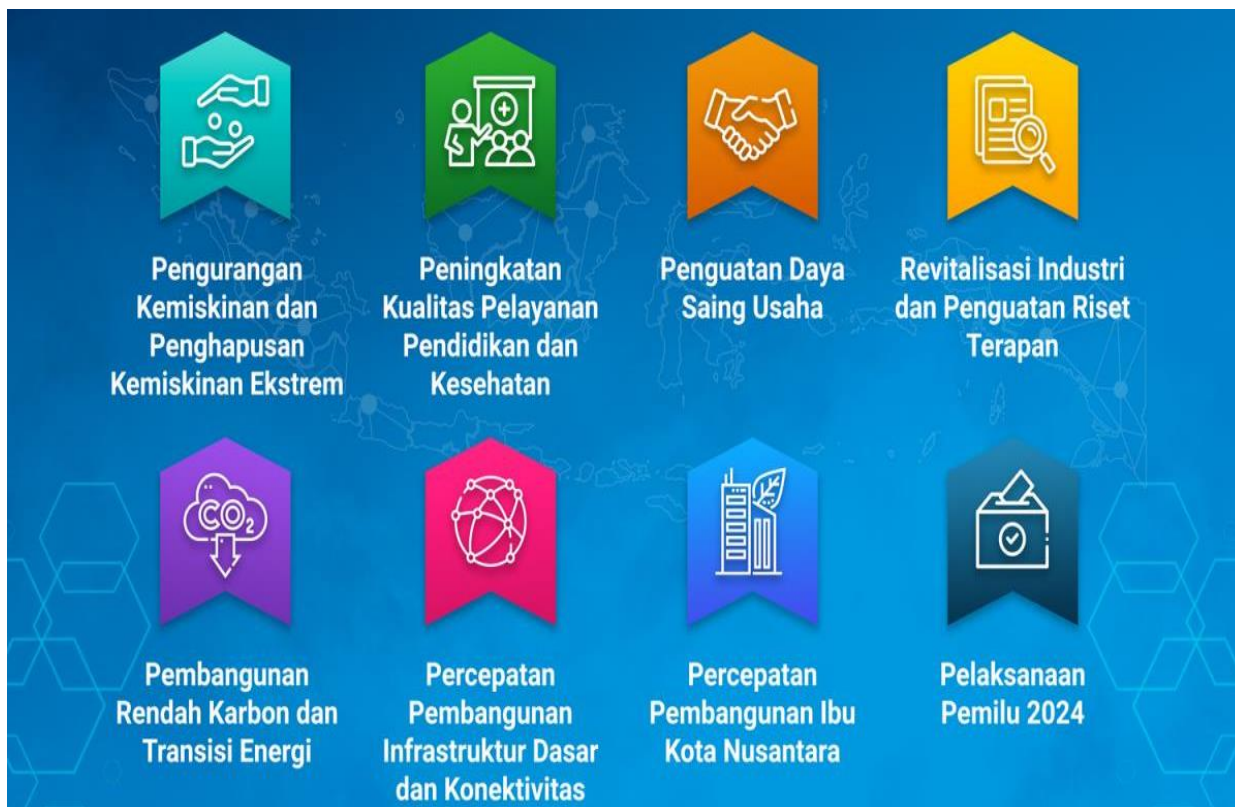 Pengurangan
Kemiskinan dan
Penghapusan
Kemiskinan Ekstrem
Peningkatan
Kualitas Pelayanan
Pendidikan dan
Kesehatan
Penguatan Daya
Saing Usaha
Revitalisasi Industri
dan Penguatan Riset
Terapan
CO₂
Pembangunan
Rendah Karbon dan
Transisi Energi
Percepatan
Pembangunan
Infrastruktur Dasar
dan Konektivitas
Percepatan
Pembangunan Ibu
Kota Nusantara
Pelaksanaan
Pemilu 2024